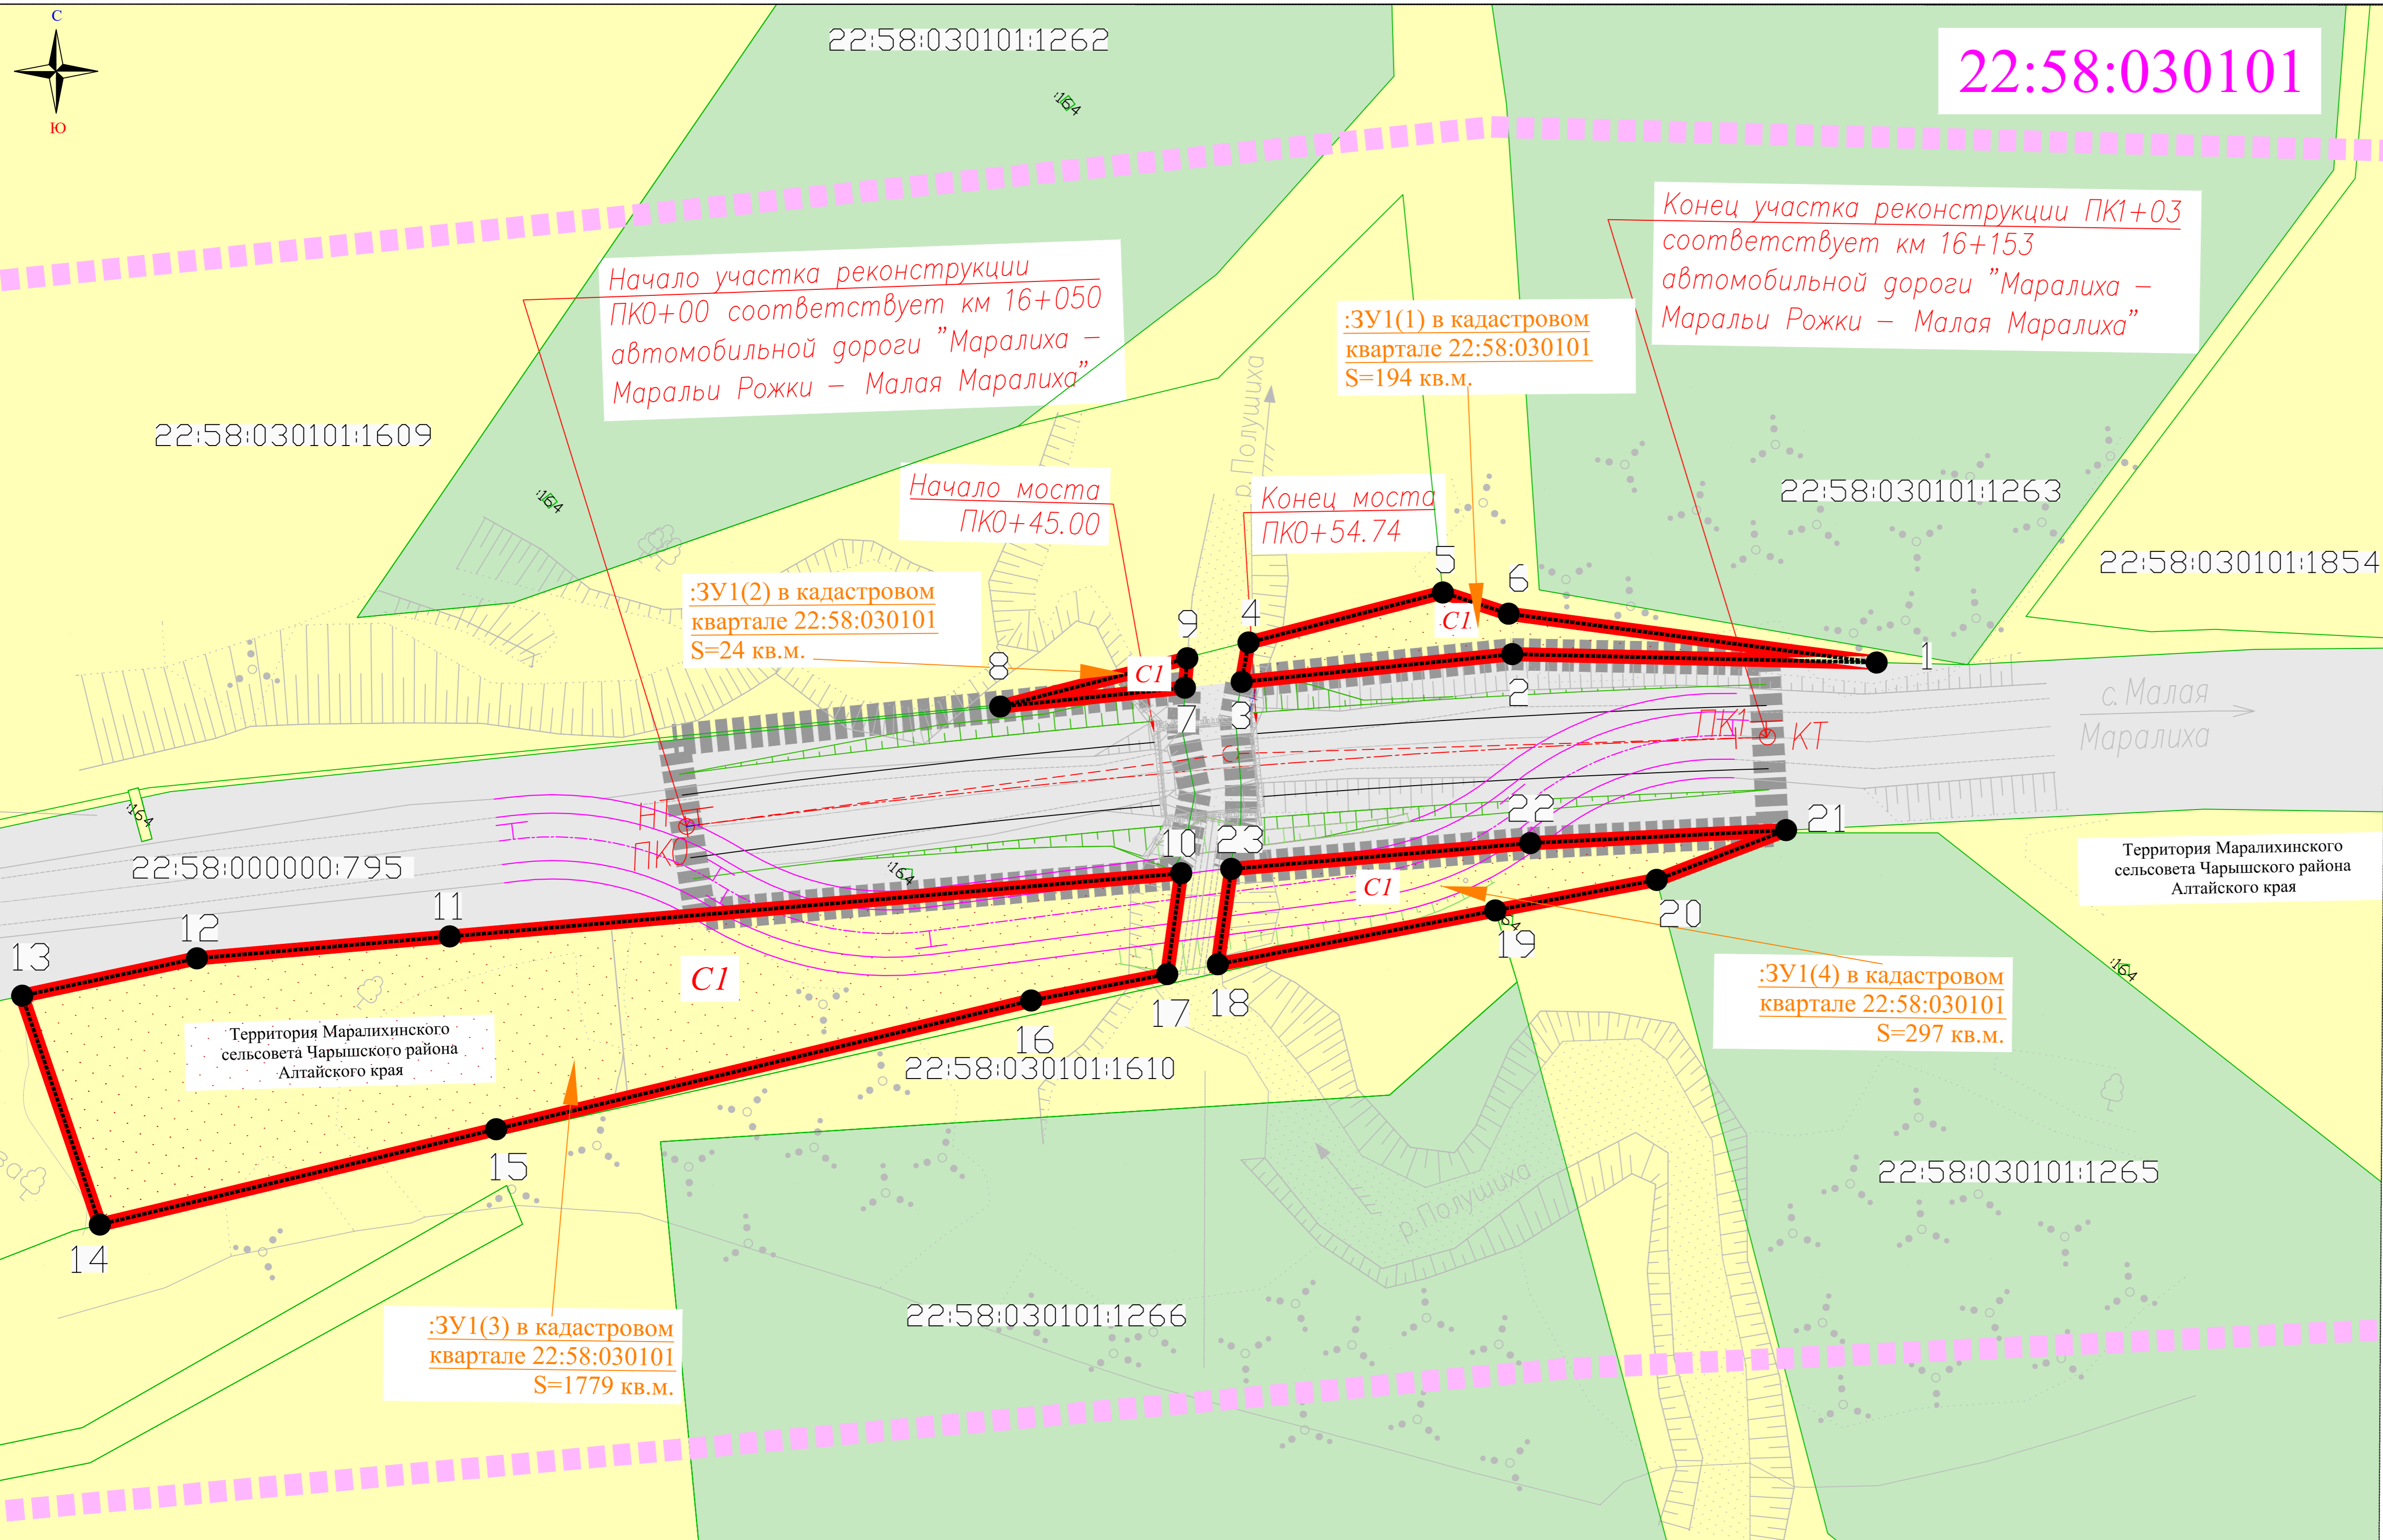 С
Ю
22:58:030101:1262
22:58:030101
:164
Начало участка реконструкции
ПК0+00 соответствует км 16+050
автомобильной дороги "Маралиха –
Маральи Рожки – Малая Маралиха"
Конец участка реконструкции ПК1+03
соответствует км 16+153
автомобильной дороги "Маралиха –
Маральи Рожки – Малая Маралиха"
:ЗУ1(1) в кадастровом
квартале 22:58:030101
S=194 кв.м.
р.Полушиха
22:58:030101:1609
:164
Начало моста
ПК0+45.00
Конец моста
ПК0+54.74
22:58:030101:1263
22:58:030101:1854
:ЗУ1(2) в кадастровом
квартале 22:58:030101
S=24 кв.м.
5
6
9
4
С1
8
С1
1
2
7
3
с. Малая
Маралиха
ПК1
КТ
:164
НТ
ПК0
22
21
10
23
22:58:000000:795
:164
С1
Территория Маралихинского
сельсовета Чарышского района
Алтайского края
11
12
13
20
19
С1
17
18
16
:164
:ЗУ1(4) в кадастровом
квартале 22:58:030101
S=297 кв.м.
Территория Маралихинского
сельсовета Чарышского района
Алтайского края
22:58:030101:1610
15
14
р.Полушиха
22:58:030101:1265
22:58:030101:1266
:ЗУ1(3) в кадастровом
квартале 22:58:030101
S=1779 кв.м.